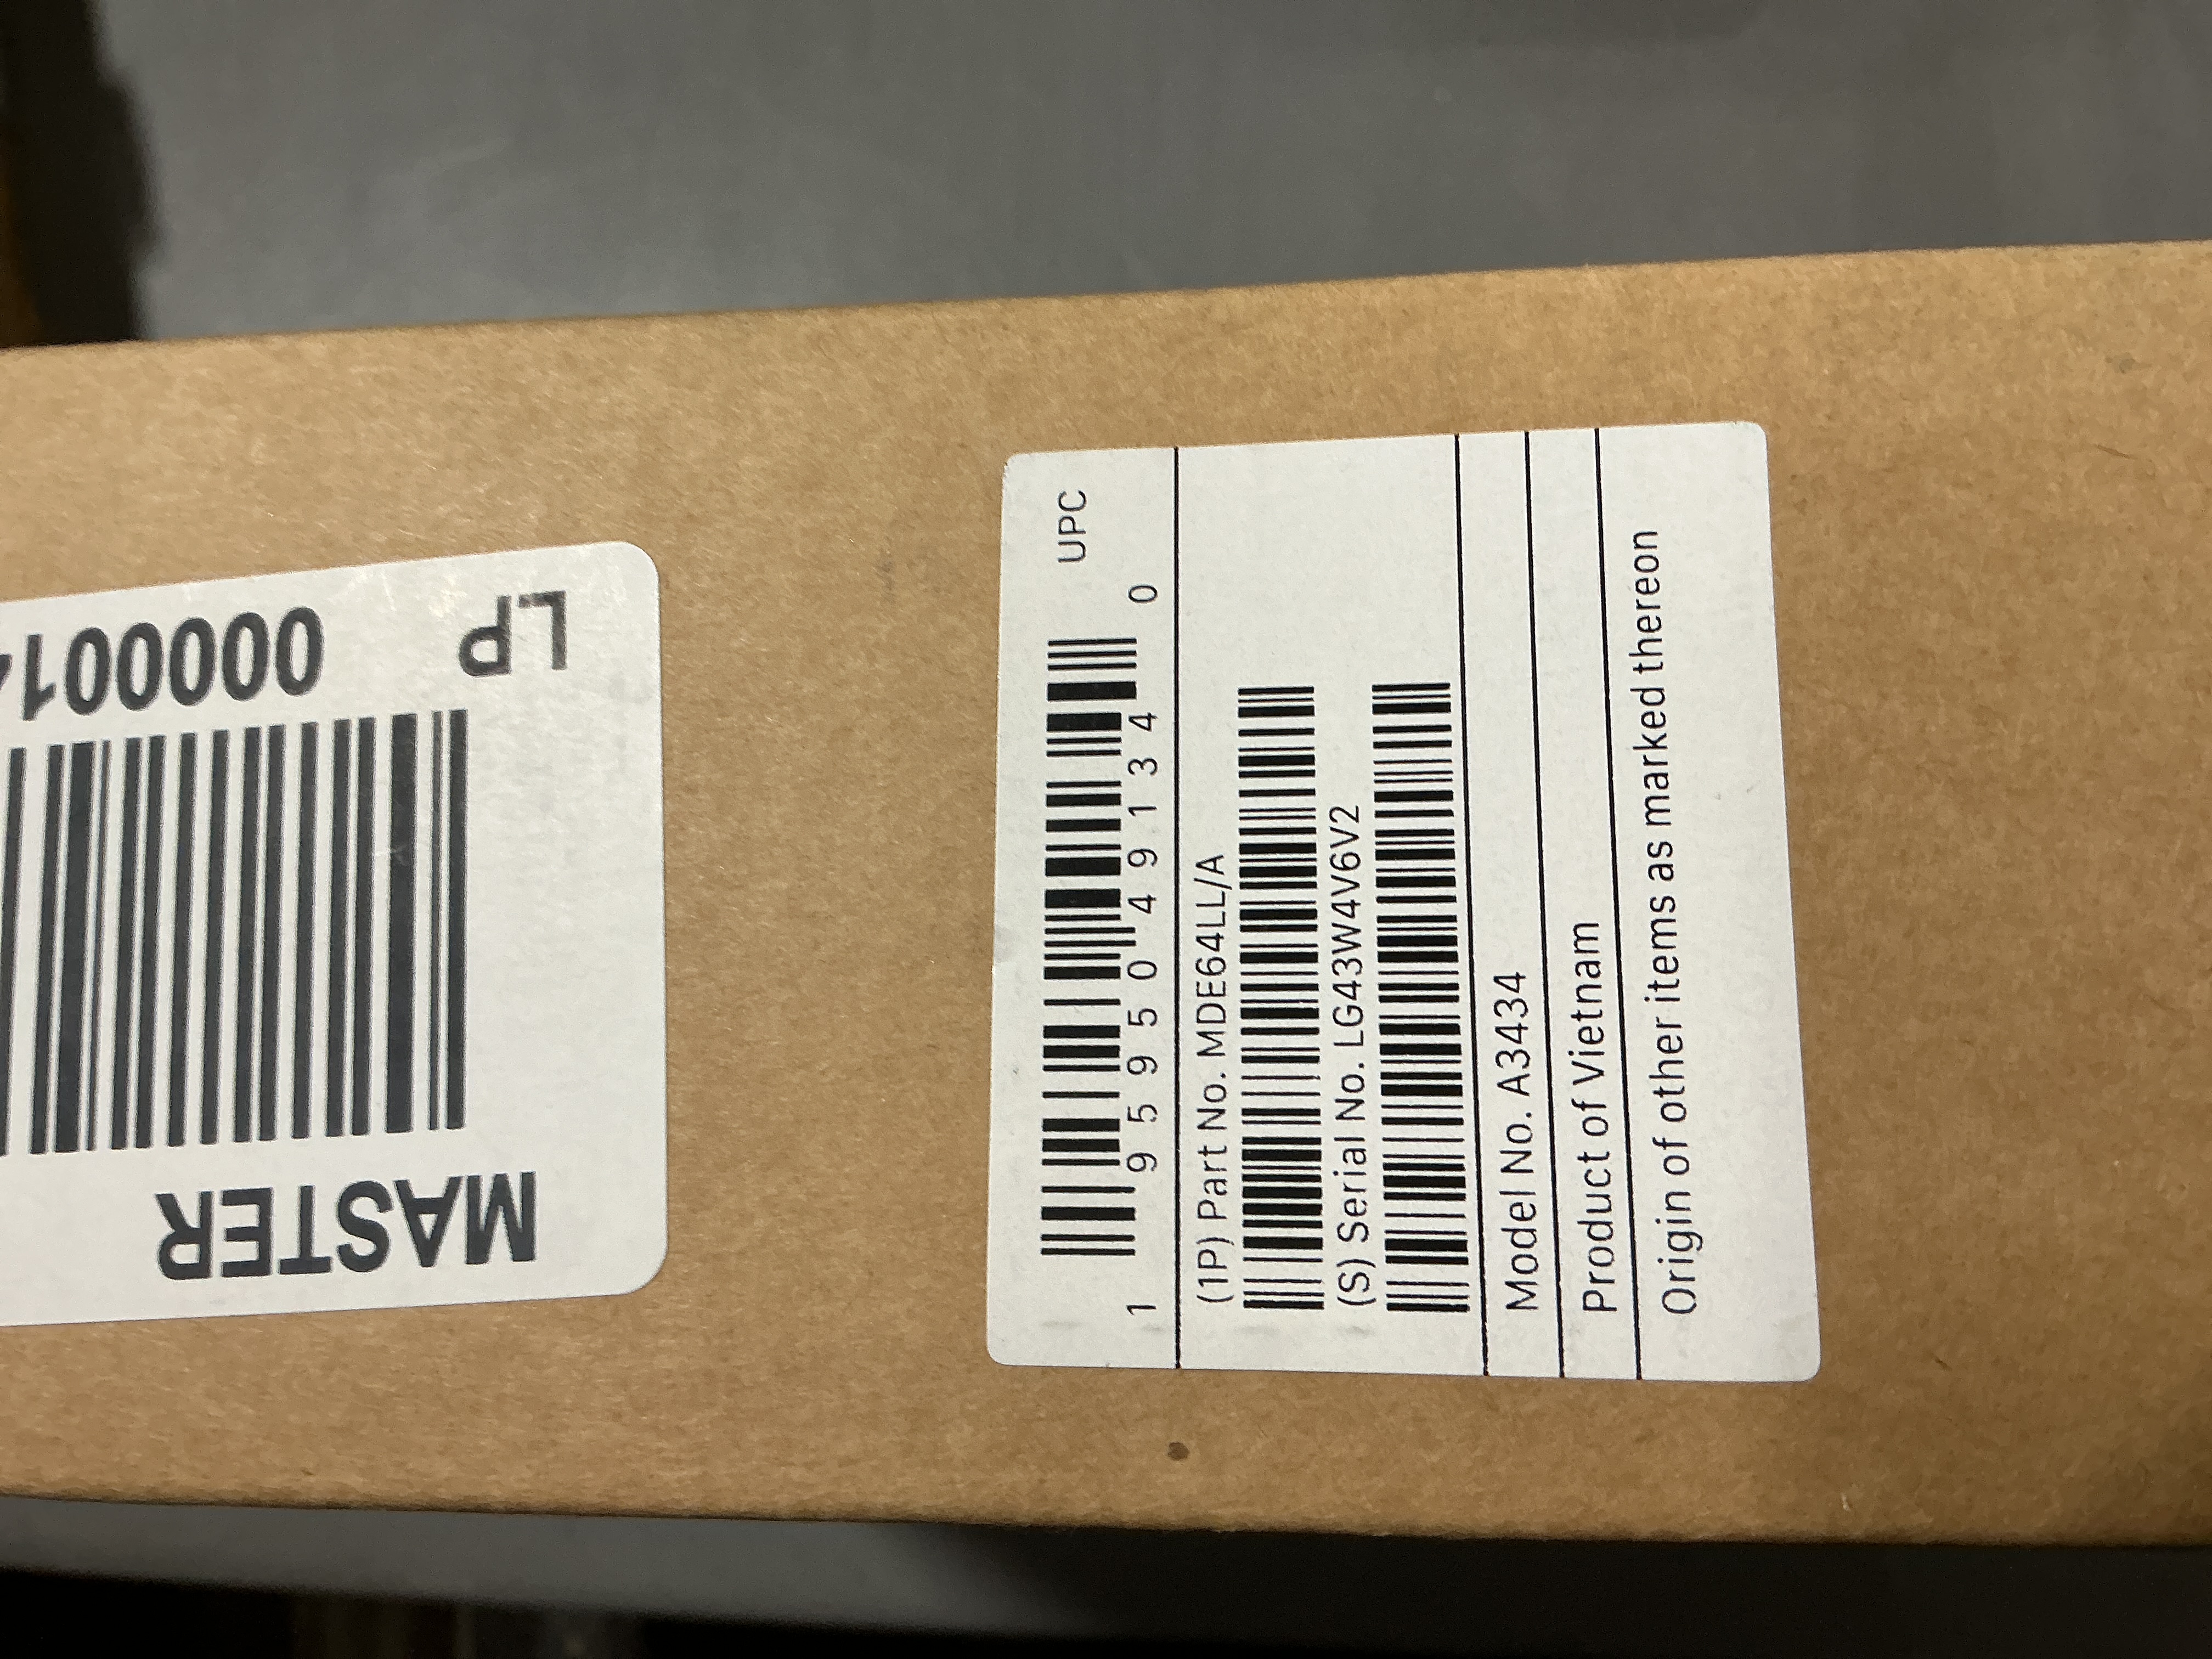 MASTER
LP
000001
UPC
1 95950 49134 0
(1P) Part No. MDE64LL/A
(S) Serial No. LG43W4V6V2
Model No. A3434
Product of Vietnam
Origin of other items as marked thereon